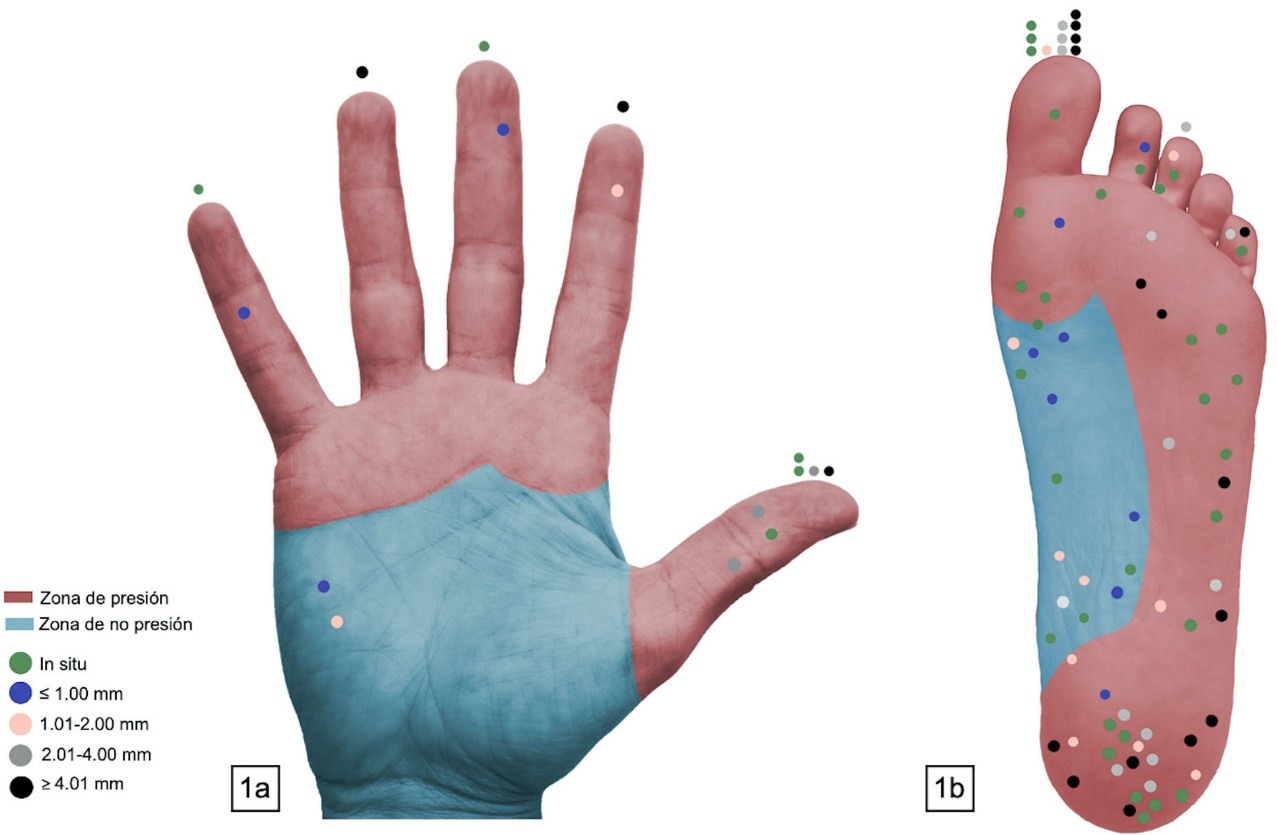 Zona de presión
Zona de no presión
In situ
≤ 1.00 mm
1.01-2.00 mm
2.01-4.00 mm
≥ 4.01 mm
1a
1b